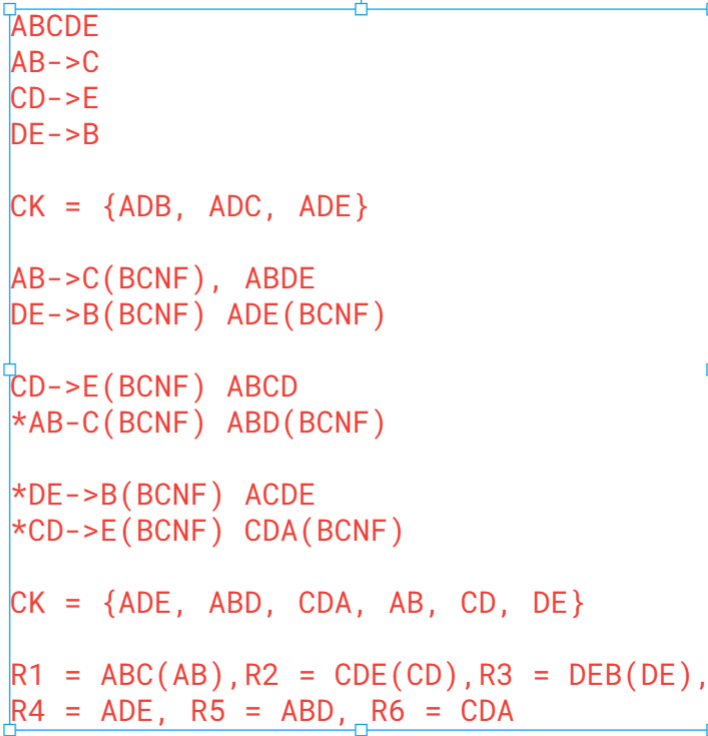 ABCDE
AB->C
CD->E
DE->B
CK = {ADB, ADC, ADE}
AB->C(BCNF), ABDE
DE->B(BCNF) ADE(BCNF)
CD->E(BCNF) ABCD
*AB-C(BCNF) ABD(BCNF)
*DE->B(BCNF) ACDE
*CD->E(BCNF) CDA(BCNF)
CK = {ADE, ABD, CDA, AB, CD, DE}
R1 = ABC(AB),R2 = CDE(CD),R3 = DEB(DE),
R4 = ADE, R5 = ABD, R6 = CDA